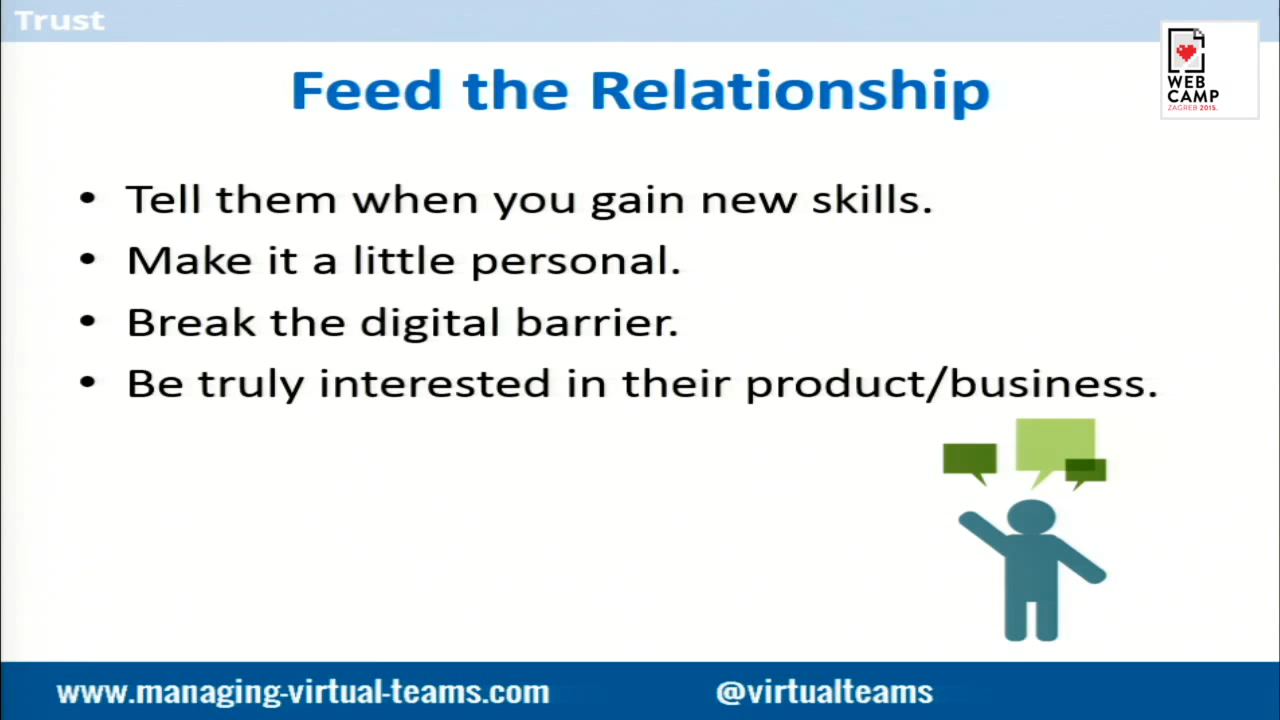 Trust
WEB
CAMP
ZAGREB 2015.
Feed the Relationship
• Tell them when you gain new skills.
• Make it a little personal.
• Break the digital barrier.
• Be truly interested in their product/business.
www.managing-virtual-teams.com
@virtualteams